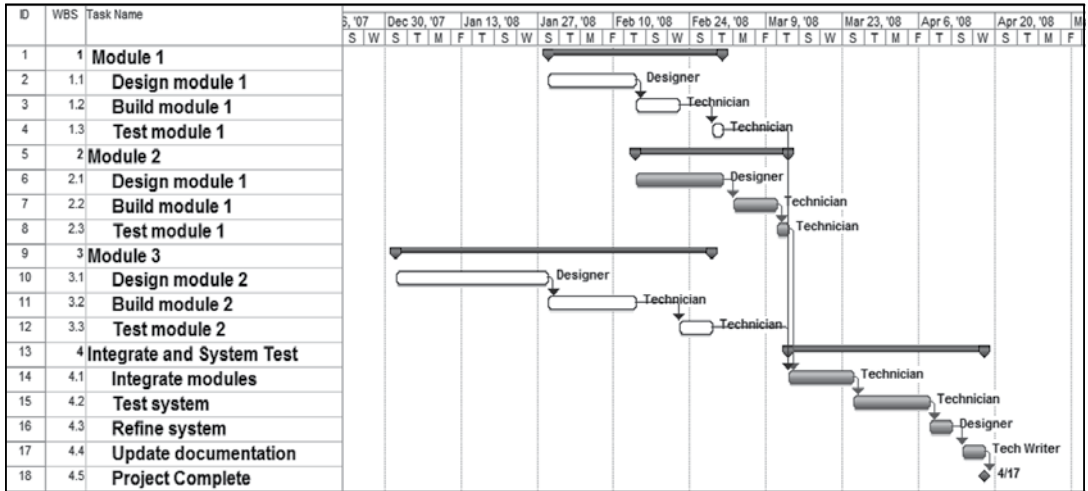 ID WBS Task Name 6, '07 Dec 30, '07 Jan 13, '08 Jan 27, '08 Feb 10, '08 Feb 24, '08 Mar 9, '08 Mar 23, '08 Apr 6, '08 Apr 20, '08 M
S W S T M F T S W S T M F T S W S T M F T S W S T M F T S W S T M F
1 1 Module 1
2 1.1 Design module 1 Designer
3 1.2 Build module 1 Technician
4 1.3 Test module 1 Technician
5 2 Module 2
6 2.1 Design module 1 Designer
7 2.2 Build module 1 Technician
8 2.3 Test module 1 Technician
9 3 Module 3
10 3.1 Design module 2 Designer
11 3.2 Build module 2 Technician
12 3.3 Test module 2 Technician
13 4 Integrate and System Test
14 4.1 Integrate modules Technician
15 4.2 Test system Technician
16 4.3 Refine system Designer
17 4.4 Update documentation Tech Writer
18 4.5 Project Complete 4/17